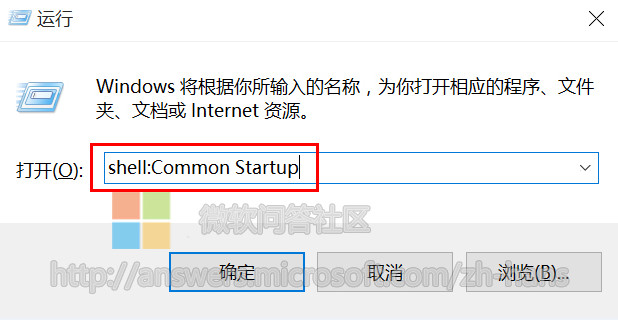 运行
Windows 将根据你所输入的名称，为你打开相应的程序、文件
夹、文档或 Internet 资源。
打开(O): shell:Common Startup
微软问答社区
确定 取消 浏览(B)...
http://answers.microsoft.com/zh-hans